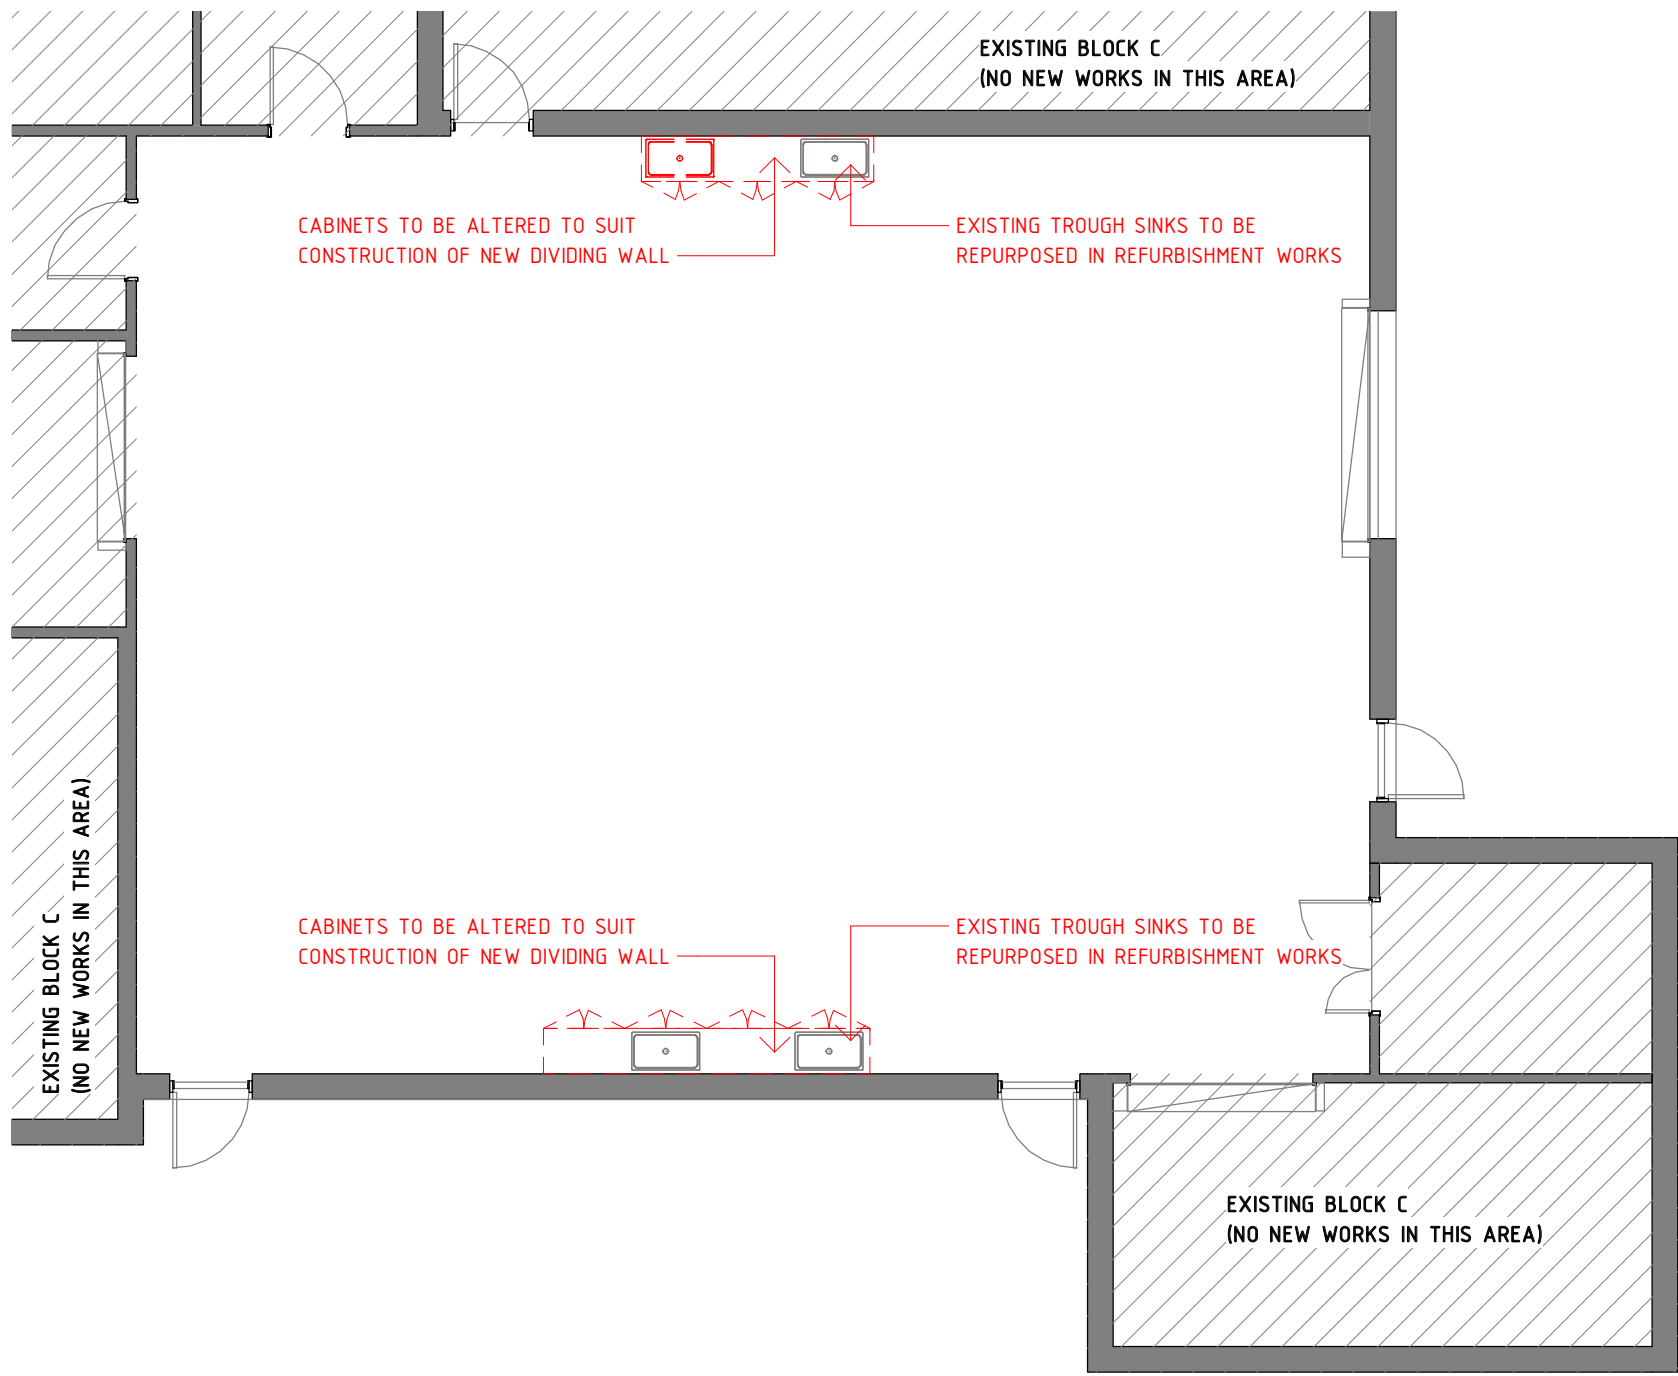 EXISTING BLOCK C
(NO NEW WORKS IN THIS AREA)
CABINETS TO BE ALTERED TO SUIT
CONSTRUCTION OF NEW DIVIDING WALL
EXISTING TROUGH SINKS TO BE
REPURPOSED IN REFURBISHMENT WORKS
EXISTING BLOCK C
(NO NEW WORKS IN THIS AREA)
CABINETS TO BE ALTERED TO SUIT
CONSTRUCTION OF NEW DIVIDING WALL
EXISTING TROUGH SINKS TO BE
REPURPOSED IN REFURBISHMENT WORKS
EXISTING BLOCK C
(NO NEW WORKS IN THIS AREA)